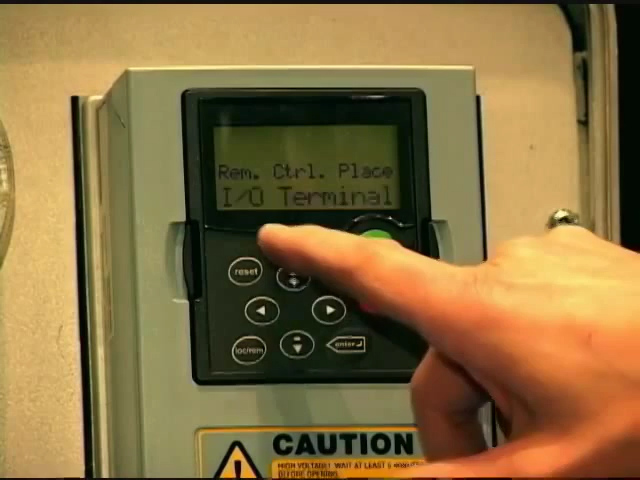 Rem. Ctrl. Place
I/O Terminal
reset
loc/rem
enter
CAUTION
HIGH VOLTAGE! WAIT AT LEAST 5 MINUTES
BEFORE OPENING.